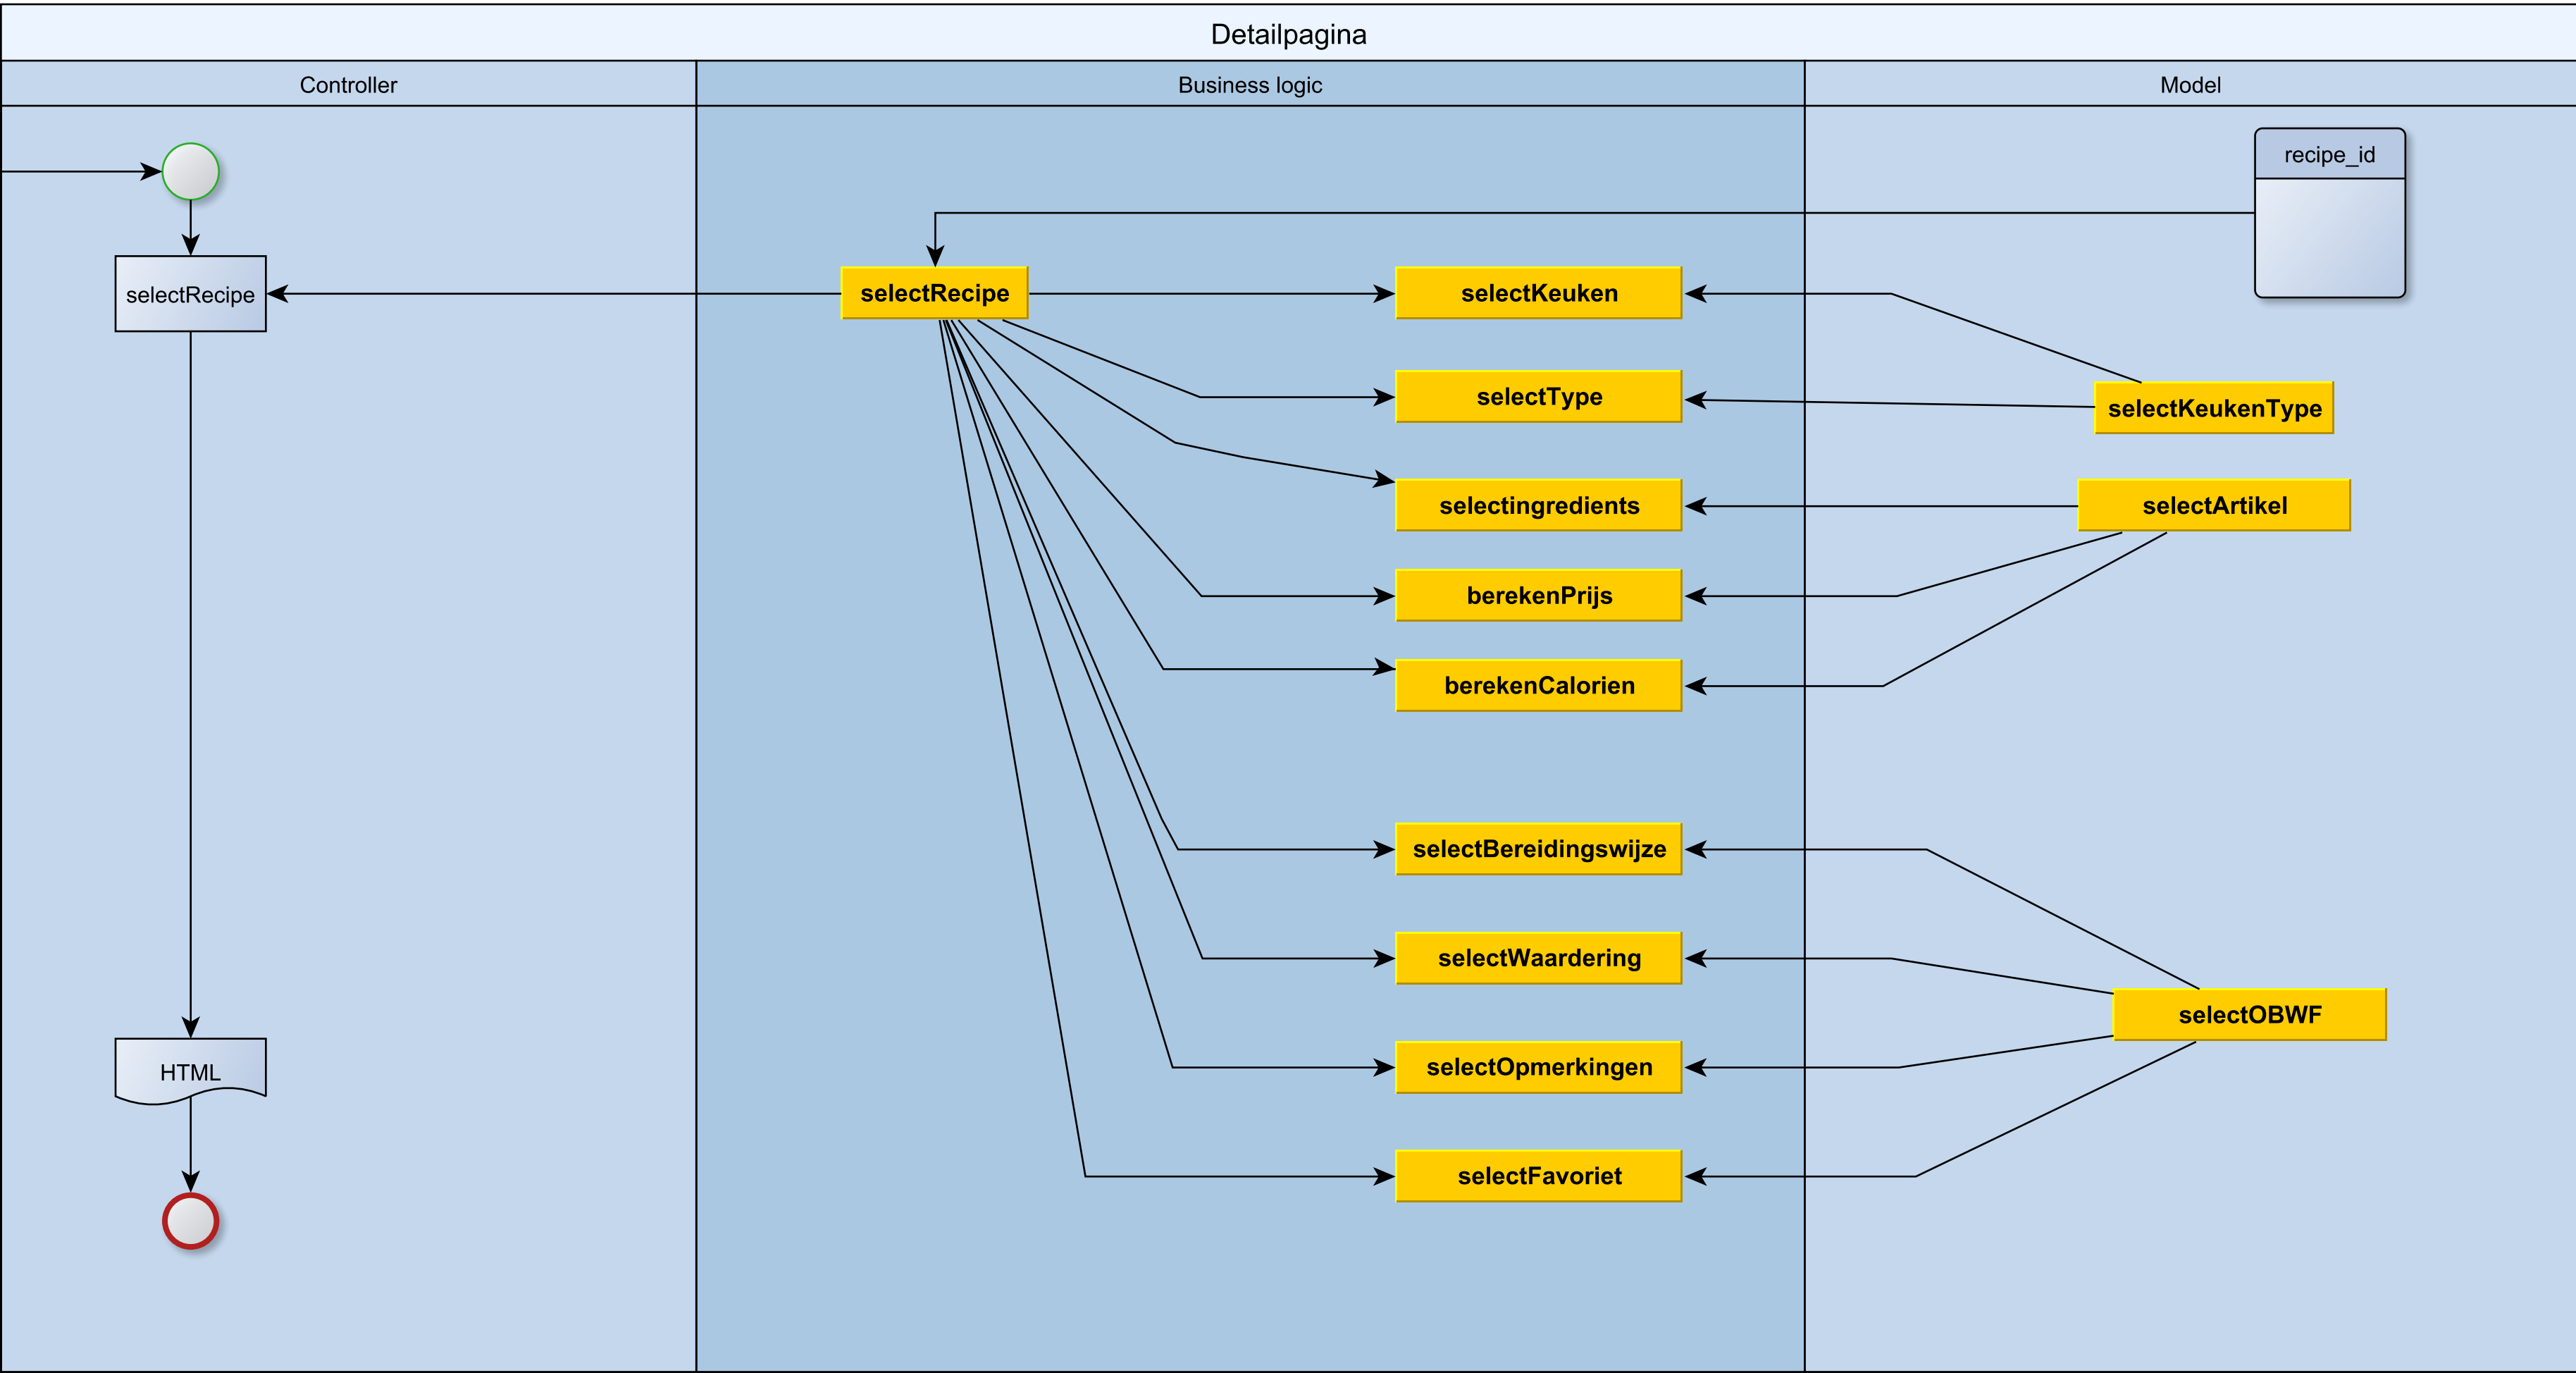 Detailpagina
Controller
Business logic
Model
recipe_id
selectRecipe
selectRecipe
selectKeuken
selectType
selectKeukenType
selectingredients
selectArtikel
berekenPrijs
berekenCalorien
selectBereidingswijze
selectWaardering
selectOBWF
HTML
selectOpmerkingen
selectFavoriet